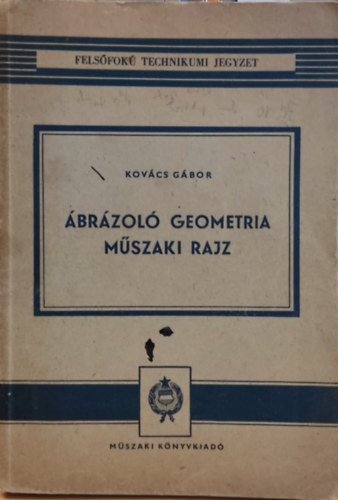 FELSŐFOKÚ TECHNIKUMI JEGYZET
KOVÁCS GÁBOR
ÁBRÁZOLÓ GEOMETRIA
MŰSZAKI RAJZ
MŰSZAKI KÖNYVKIADÓ